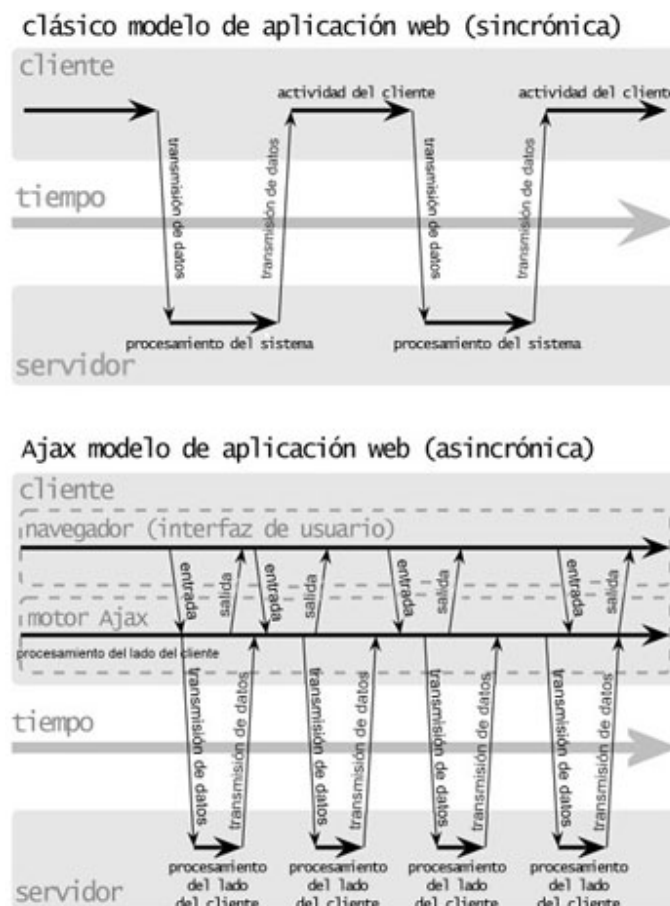 clásico modelo de aplicación web (sincrónica)
cliente
actividad del cliente
actividad del cliente
transmisión de datos
transmisión de datos
transmisión de datos
transmisión de datos
tiempo
procesamiento del sistema
procesamiento del sistema
servidor
Ajax modelo de aplicación web (asincrónica)
cliente
navegador (interfaz de usuario)
entrada
salida
entrada
salida
entrada
salida
entrada
salida
motor Ajax
procesamiento del lado del cliente
transmisión de datos
transmisión de datos
transmisión de datos
transmisión de datos
transmisión de datos
transmisión de datos
transmisión de datos
transmisión de datos
tiempo
procesamiento
del lado
del cliente
procesamiento
del lado
del cliente
procesamiento
del lado
del cliente
procesamiento
del lado
del cliente
servidor